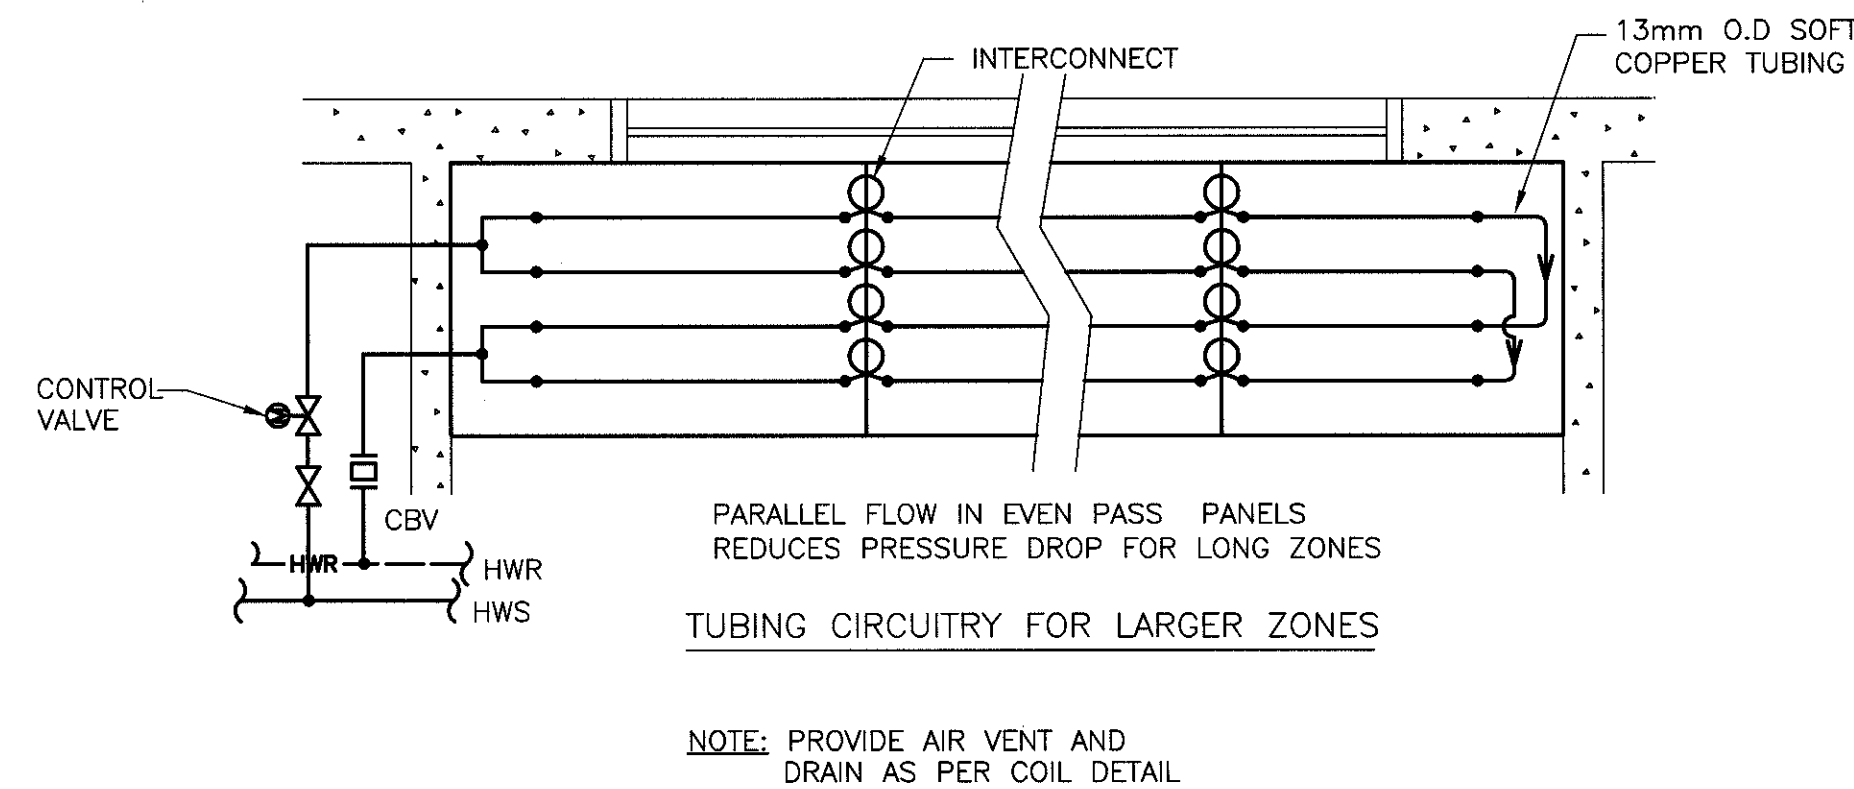 INTERCONNECT
13mm O.D SOFT
COPPER TUBING
CONTROL
VALVE
M
CBV
HWR
HWR
HWS
PARALLEL FLOW IN EVEN PASS PANELS
REDUCES PRESSURE DROP FOR LONG ZONES
TUBING CIRCUITRY FOR LARGER ZONES
NOTE: PROVIDE AIR VENT AND
DRAIN AS PER COIL DETAIL